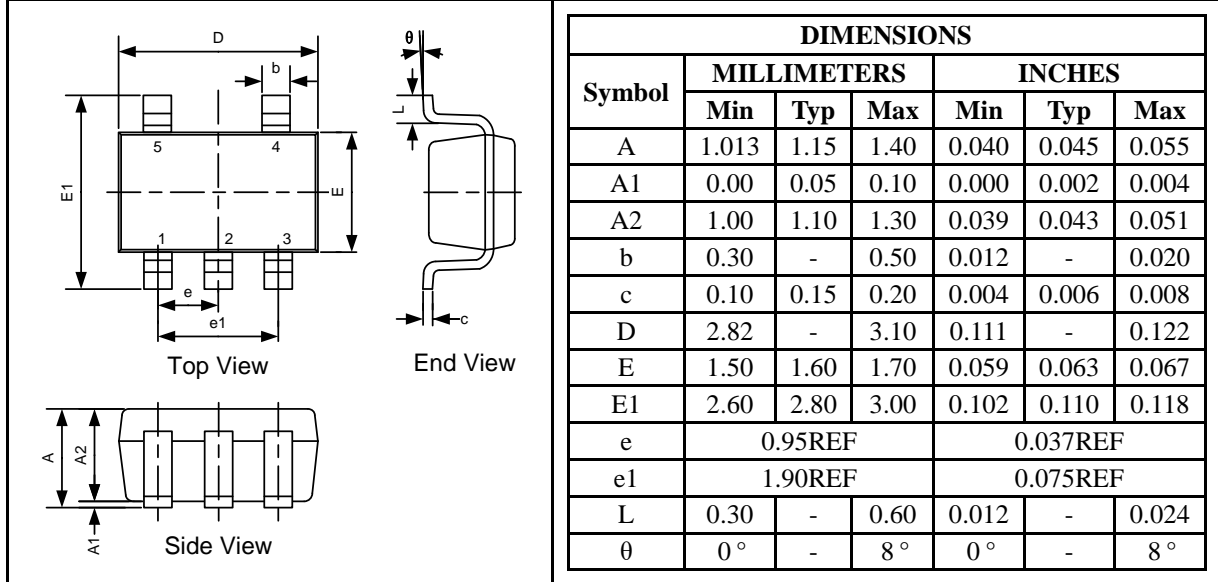 D
b
E1
5 4
E
1 2 3
e
e1
Top View
θ
L
c
End View
A
A2
A1
Side View
DIMENSIONS
Symbol MILLIMETERS INCHES
Min Typ Max Min Typ Max
A 1.013 1.15 1.40 0.040 0.045 0.055
A1 0.00 0.05 0.10 0.000 0.002 0.004
A2 1.00 1.10 1.30 0.039 0.043 0.051
b 0.30 - 0.50 0.012 - 0.020
c 0.10 0.15 0.20 0.004 0.006 0.008
D 2.82 - 3.10 0.111 - 0.122
E 1.50 1.60 1.70 0.059 0.063 0.067
E1 2.60 2.80 3.00 0.102 0.110 0.118
e 0.95REF 0.037REF
e1 1.90REF 0.075REF
L 0.30 - 0.60 0.012 - 0.024
θ 0 ° - 8 ° 0 ° - 8 °